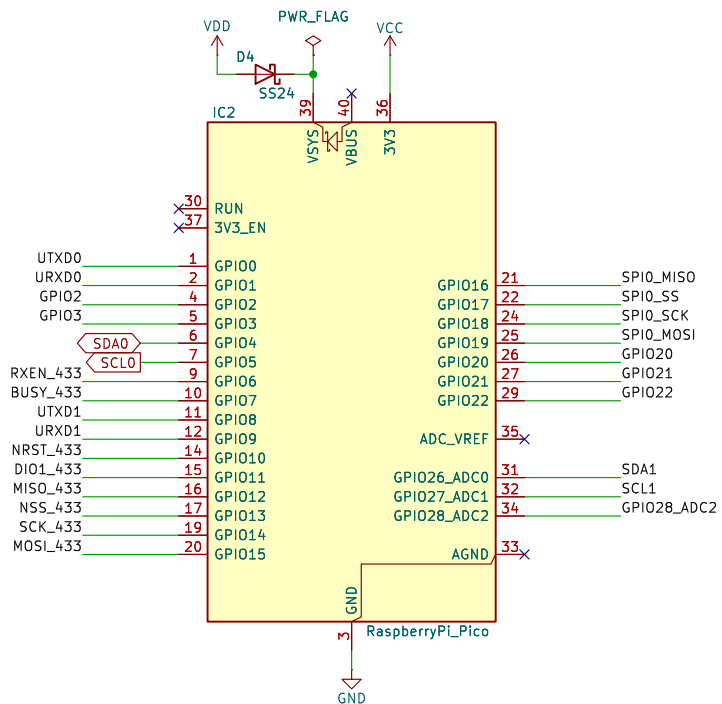 PWR_FLAG
VDD
VCC
D4
SS24
39
40
36
IC2
VSYS
VBUS
3V3
30 RUN
37 3V3_EN
UTXD0 1 GPIO0
URXD0 2 GPIO1
GPIO2 4 GPIO2
GPIO3 5 GPIO3
SDA0 6 GPIO4
SCL0 7 GPIO5
RXEN_433 9 GPIO6
BUSY_433 10 GPIO7
UTXD1 11 GPIO8
URXD1 12 GPIO9
NRST_433 14 GPIO10
DIO1_433 15 GPIO11
MISO_433 16 GPIO12
NSS_433 17 GPIO13
SCK_433 19 GPIO14
MOSI_433 20 GPIO15
GPIO16 21 SPI0_MISO
GPIO17 22 SPI0_SS
GPIO18 24 SPI0_SCK
GPIO19 25 SPI0_MOSI
GPIO20 26 GPIO20
GPIO21 27 GPIO21
GPIO22 29 GPIO22
ADC_VREF 35
GPIO26_ADC0 31 SDA1
GPIO27_ADC1 32 SCL1
GPIO28_ADC2 34 GPIO28_ADC2
AGND 33
GND
3
RaspberryPi_Pico
GND